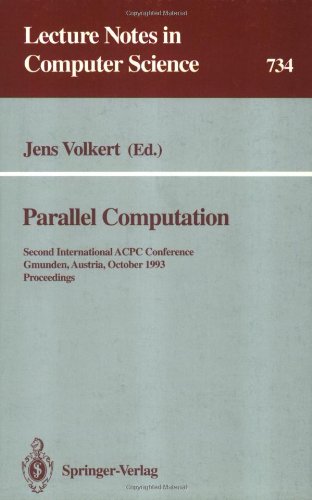 Lecture Notes in
Computer Science 734
Jens Volkert (Ed.)
Parallel Computation
Second International ACPC Conference
Gmunden, Austria, October 1993
Proceedings
Springer-Verlag